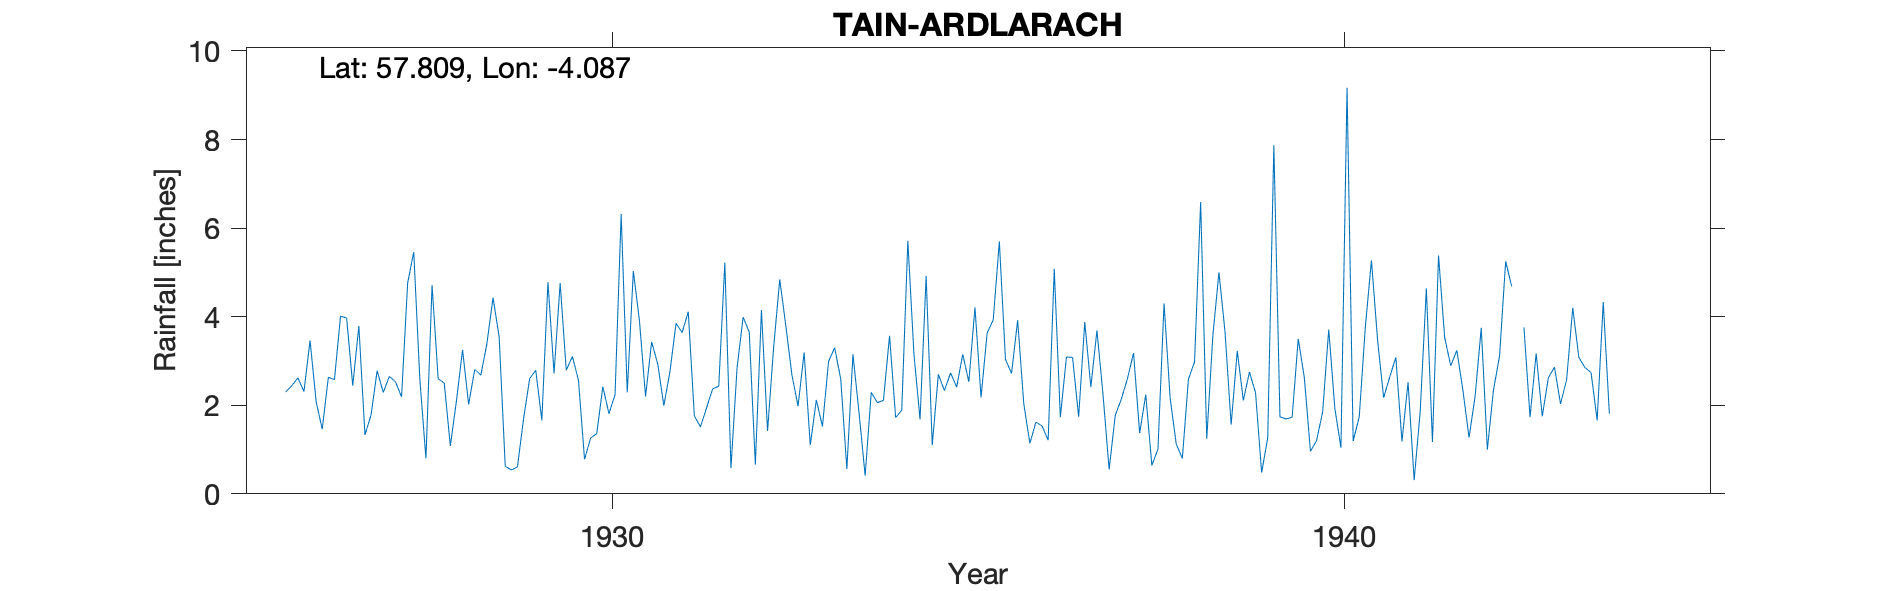 TAIN-ARDLARACH
Lat: 57.809, Lon: -4.087
10
8
6
4
2
0
Rainfall [inches]
1930
1940
Year